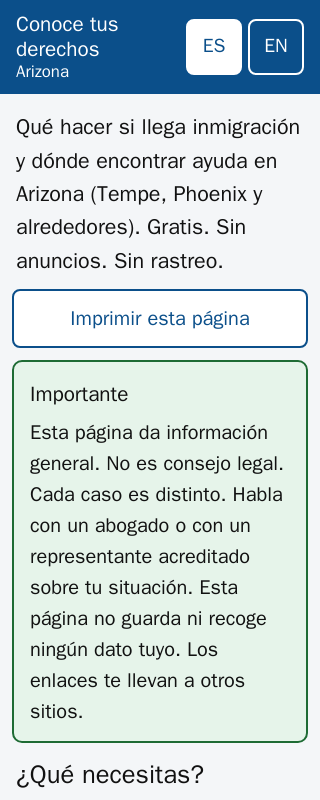 Conoce tus
derechos
Arizona
ES
EN
Qué hacer si llega inmigración
y dónde encontrar ayuda en
Arizona (Tempe, Phoenix y
alrededores). Gratis. Sin
anuncios. Sin rastreo.
Imprimir esta página
Importante
Esta página da información
general. No es consejo legal.
Cada caso es distinto. Habla
con un abogado o con un
representante acreditado
sobre tu situación. Esta
página no guarda ni recoge
ningún dato tuyo. Los
enlaces te llevan a otros
sitios.
¿Qué necesitas?